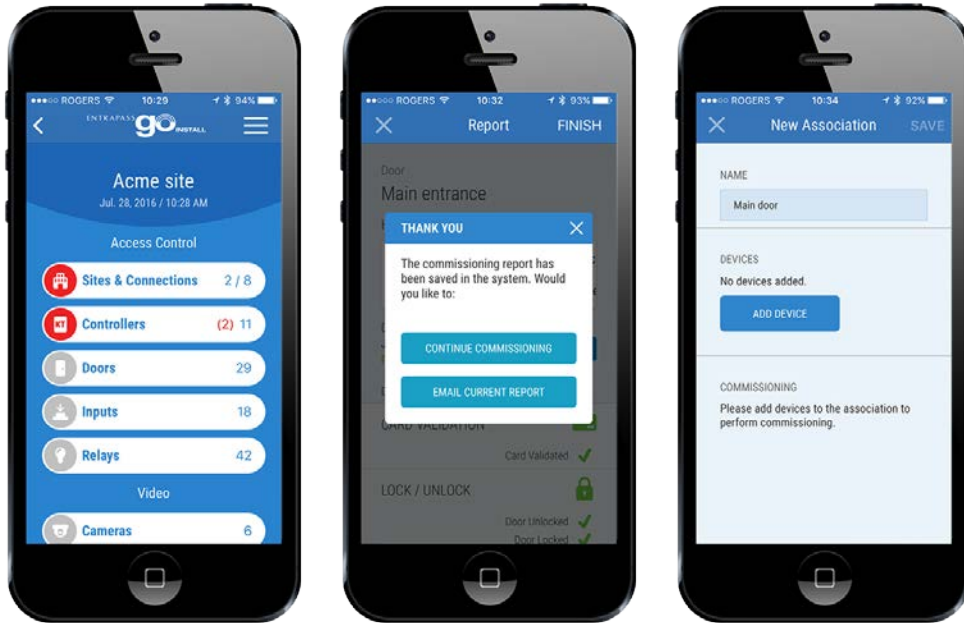 ROGERS 10:29 94%
ENTRAPASS go INSTALL
Acme site
Jul. 28, 2016 / 10:28 AM
Access Control
Sites & Connections 2 / 8
KT Controllers (2) 11
Doors 29
Inputs 18
Relays 42
Video
Cameras 6
ROGERS 10:32 93%
Report FINISH
Door
Main entrance
THANK YOU
The commissioning report has
been saved in the system. Would
you like to:
CONTINUE COMMISSIONING
EMAIL CURRENT REPORT
CARD VALIDATION
Card Validated
LOCK / UNLOCK
Door Unlocked
Door Locked
ROGERS 10:34 92%
New Association SAVE
NAME
Main door
DEVICES
No devices added.
ADD DEVICE
COMMISSIONING
Please add devices to the association to
perform commissioning.